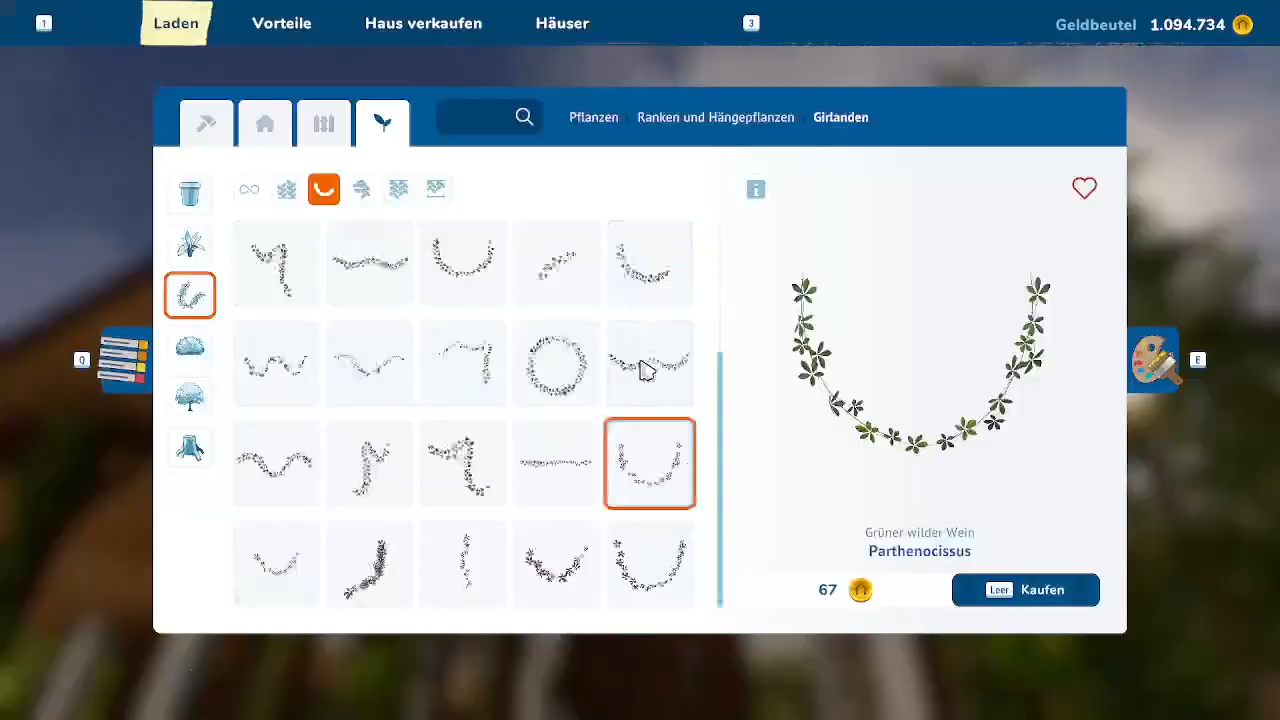 1
Laden
Vorteile
Haus verkaufen
Häuser
3
Geldbeutel 1.094.734
Pflanzen
Ranken und Hängepflanzen
Girlanden
Q
E
Grüner wilder Wein
Parthenocissus
67
Leer Kaufen